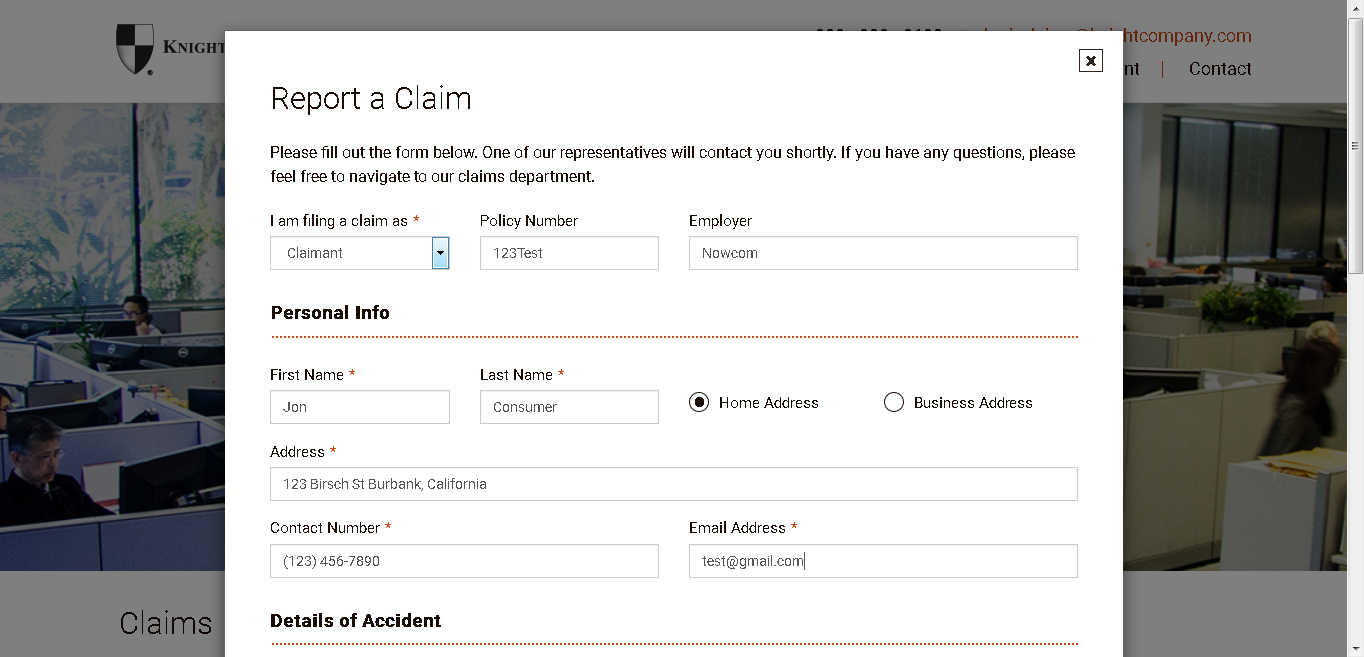 KNIGHT
htcompany.com
nt | Contact
Report a Claim
Please fill out the form below. One of our representatives will contact you shortly. If you have any questions, please
feel free to navigate to our claims department.
I am filing a claim as * Policy Number Employer
Claimant 123Test Nowcom
Personal Info
First Name * Last Name *
Jon Consumer Home Address Business Address
Address *
123 Birsch St Burbank, California
Contact Number * Email Address *
(123) 456-7890 test@gmail.com
Details of Accident
Claims